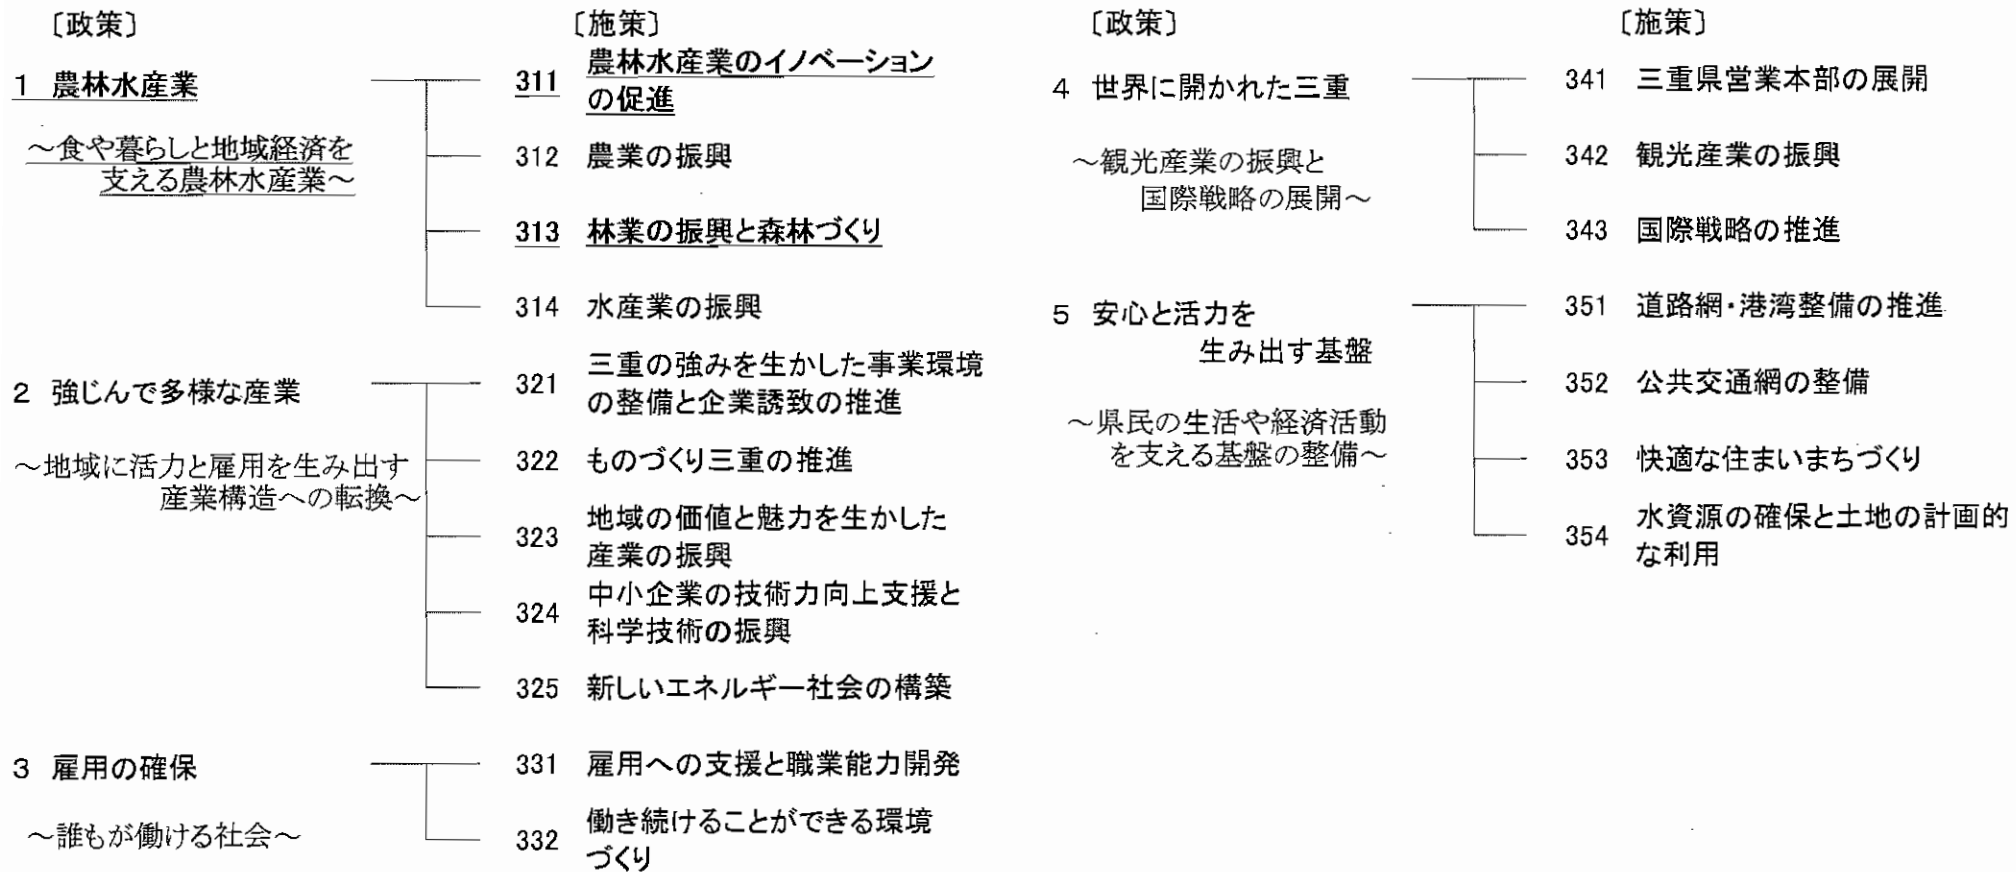 〔政策〕
〔施策〕
1 農林水産業
～食や暮らしと地域経済を
支える農林水産業～
311 農林水産業のイノベーション
の促進
312 農業の振興
313 林業の振興と森林づくり
314 水産業の振興
2 強じんで多様な産業
～地域に活力と雇用を生み出す
産業構造への転換～
321 三重の強みを生かした事業環境
の整備と企業誘致の推進
322 ものづくり三重の推進
323 地域の価値と魅力を生かした
産業の振興
324 中小企業の技術力向上支援と
科学技術の振興
325 新しいエネルギー社会の構築
3 雇用の確保
～誰もが働ける社会～
331 雇用への支援と職業能力開発
332 働き続けることができる環境
づくり
〔政策〕
〔施策〕
4 世界に開かれた三重
～観光産業の振興と
国際戦略の展開～
341 三重県営業本部の展開
342 観光産業の振興
343 国際戦略の推進
5 安心と活力を
生み出す基盤
～県民の生活や経済活動
を支える基盤の整備～
351 道路網・港湾整備の推進
352 公共交通網の整備
353 快適な住まいまちづくり
354 水資源の確保と土地の計画的
な利用